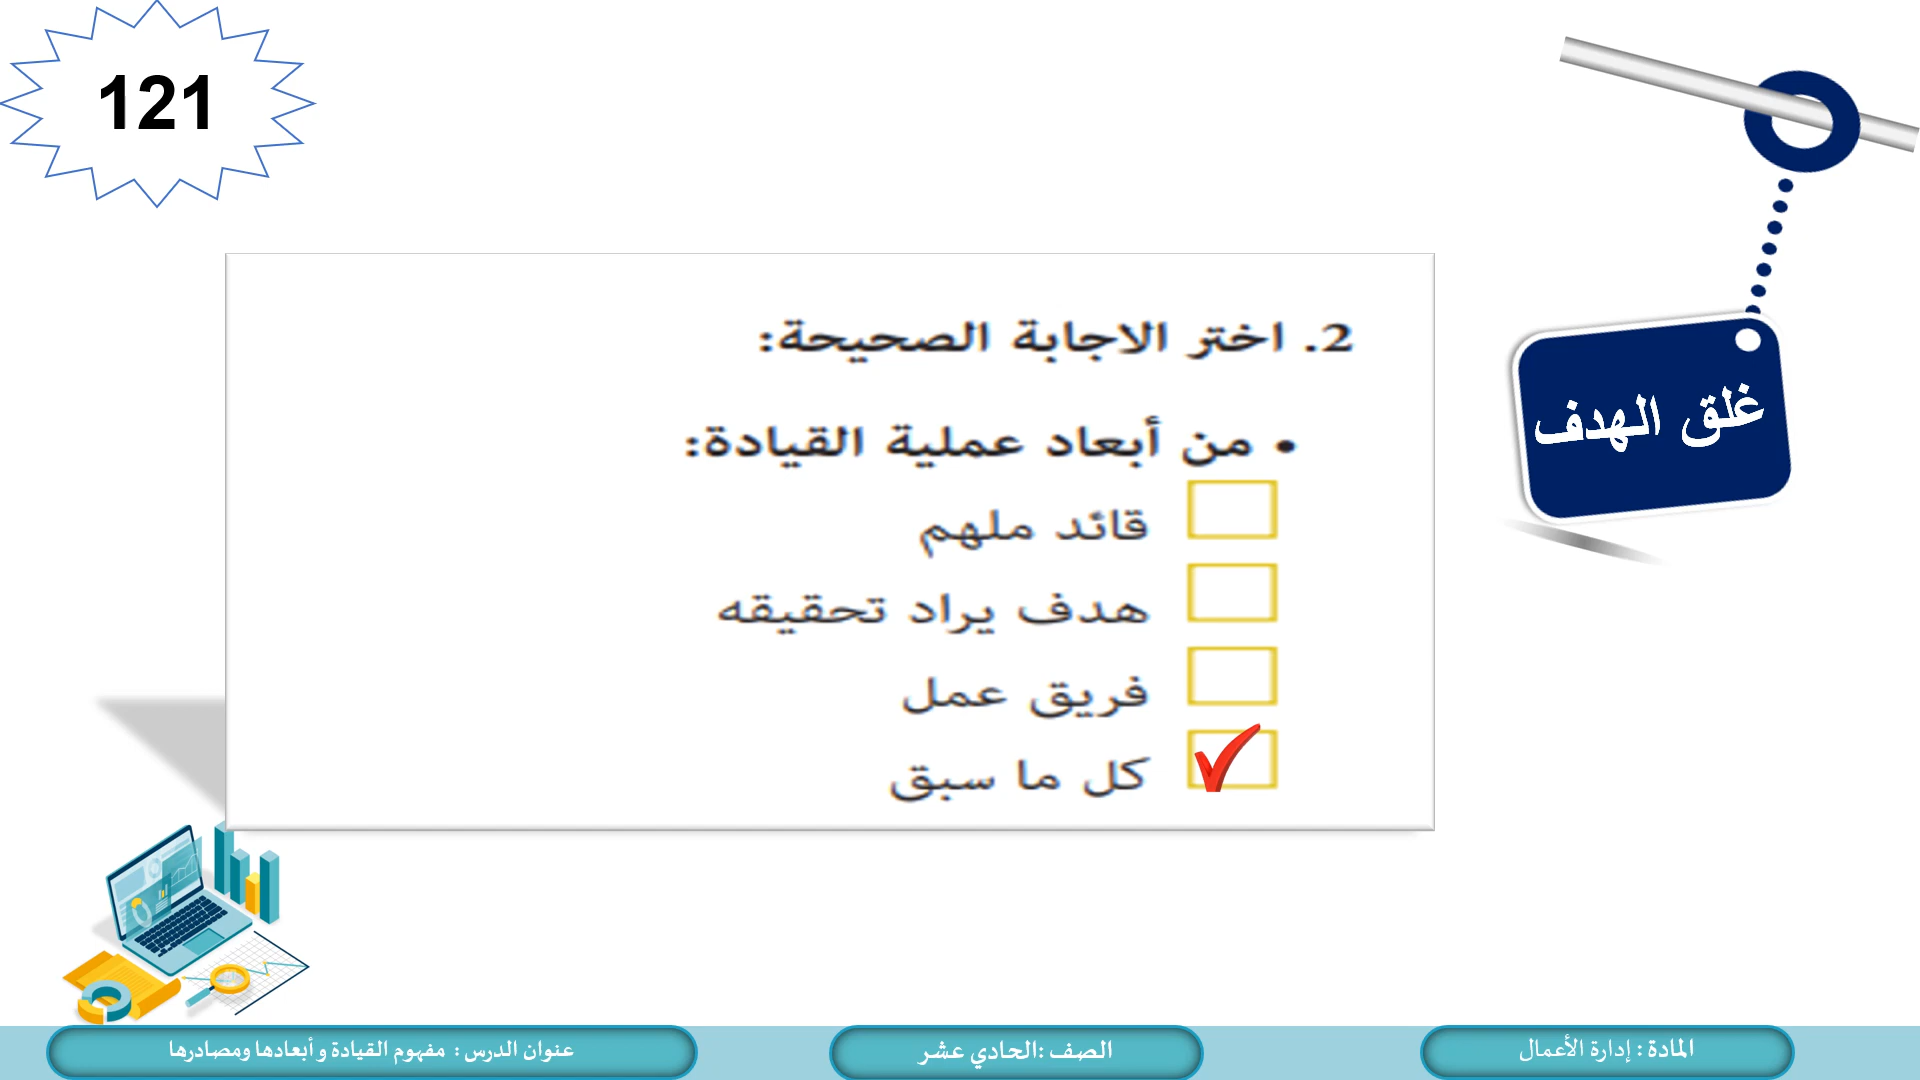 121
غلق الهدف
2. اختر الاجابة الصحيحة:
• من أبعاد عملية القيادة:
قائد ملهم
هدف يراد تحقيقه
فريق عمل
كل ما سبق
المادة : إدارة الأعمال
الصف :الحادي عشر
عنوان الدرس : مفهوم القيادة و أبعادها ومصادرها